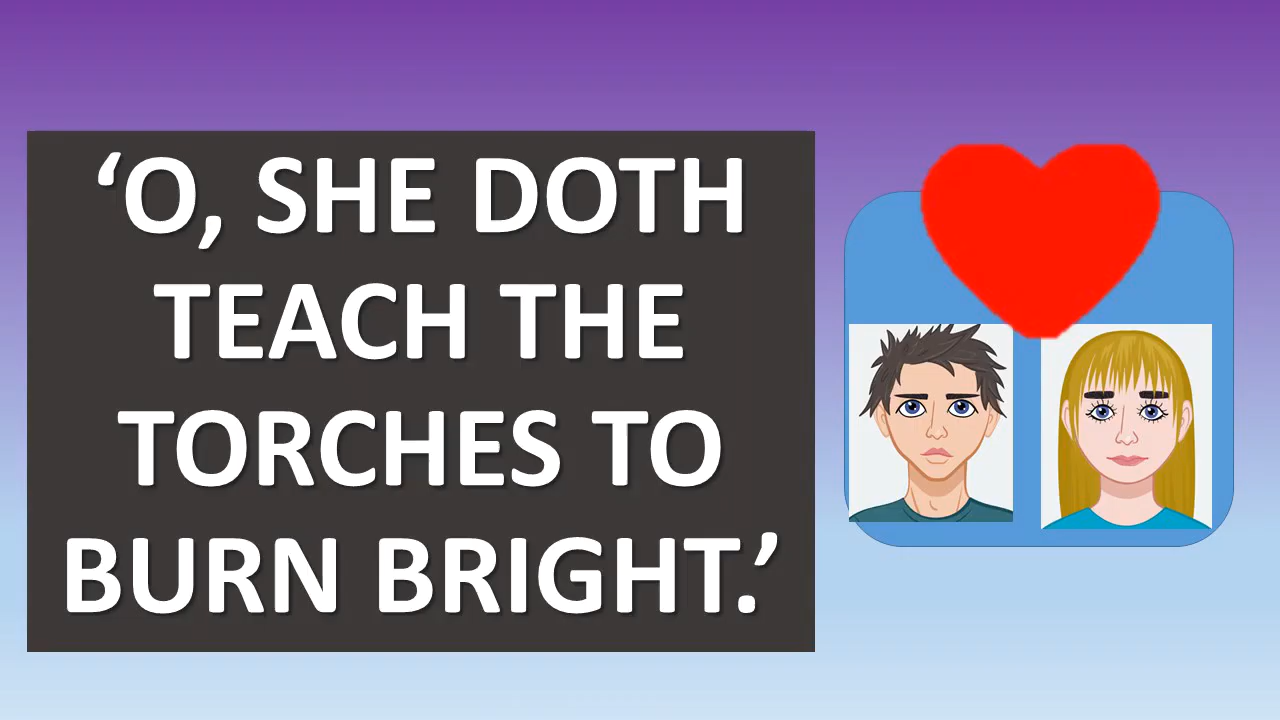 ‘O, SHE DOTH
TEACH THE
TORCHES TO
BURN BRIGHT.’